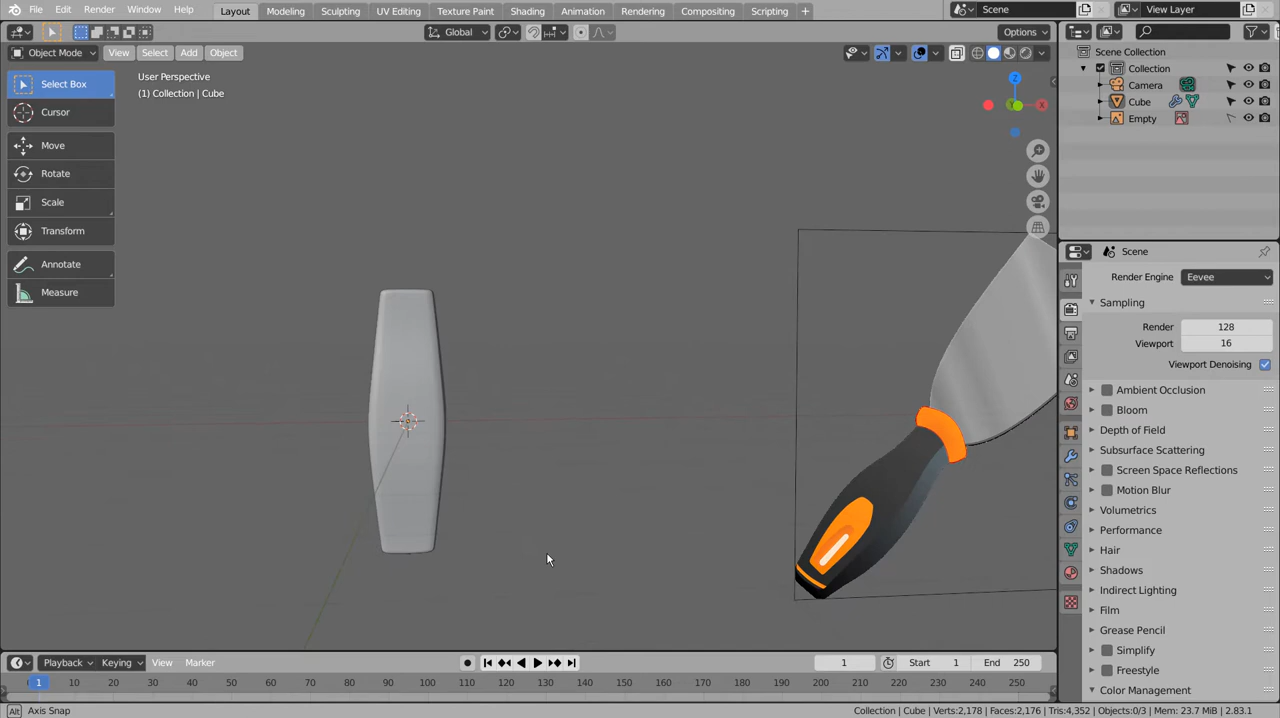 File Edit Render Window Help Layout Modeling Sculpting UV Editing Texture Paint Shading Animation Rendering Compositing Scripting + Scene View Layer
Global Options
Object Mode View Select Add Object
Select Box
Cursor
Move
Rotate
Scale
Transform
Annotate
Measure
User Perspective
(1) Collection | Cube
Z
X
Y
Scene Collection
Collection
Camera
Cube
Empty
Scene
Render Engine Eevee
Sampling
Render 128
Viewport 16
Viewport Denoising
Ambient Occlusion
Bloom
Depth of Field
Subsurface Scattering
Screen Space Reflections
Motion Blur
Volumetrics
Performance
Hair
Shadows
Indirect Lighting
Film
Grease Pencil
Simplify
Freestyle
Color Management
Playback Keying View Marker 1 Start 1 End 250
1 10 20 30 40 50 60 70 80 90 100 110 120 130 140 150 160 170 180 190 200 210 220 230 240 250
Alt Axis Snap Collection | Cube | Verts:2,178 | Faces:2,176 | Tris:4,352 | Objects:0/3 | Mem: 23.7 MiB | 2.83.1